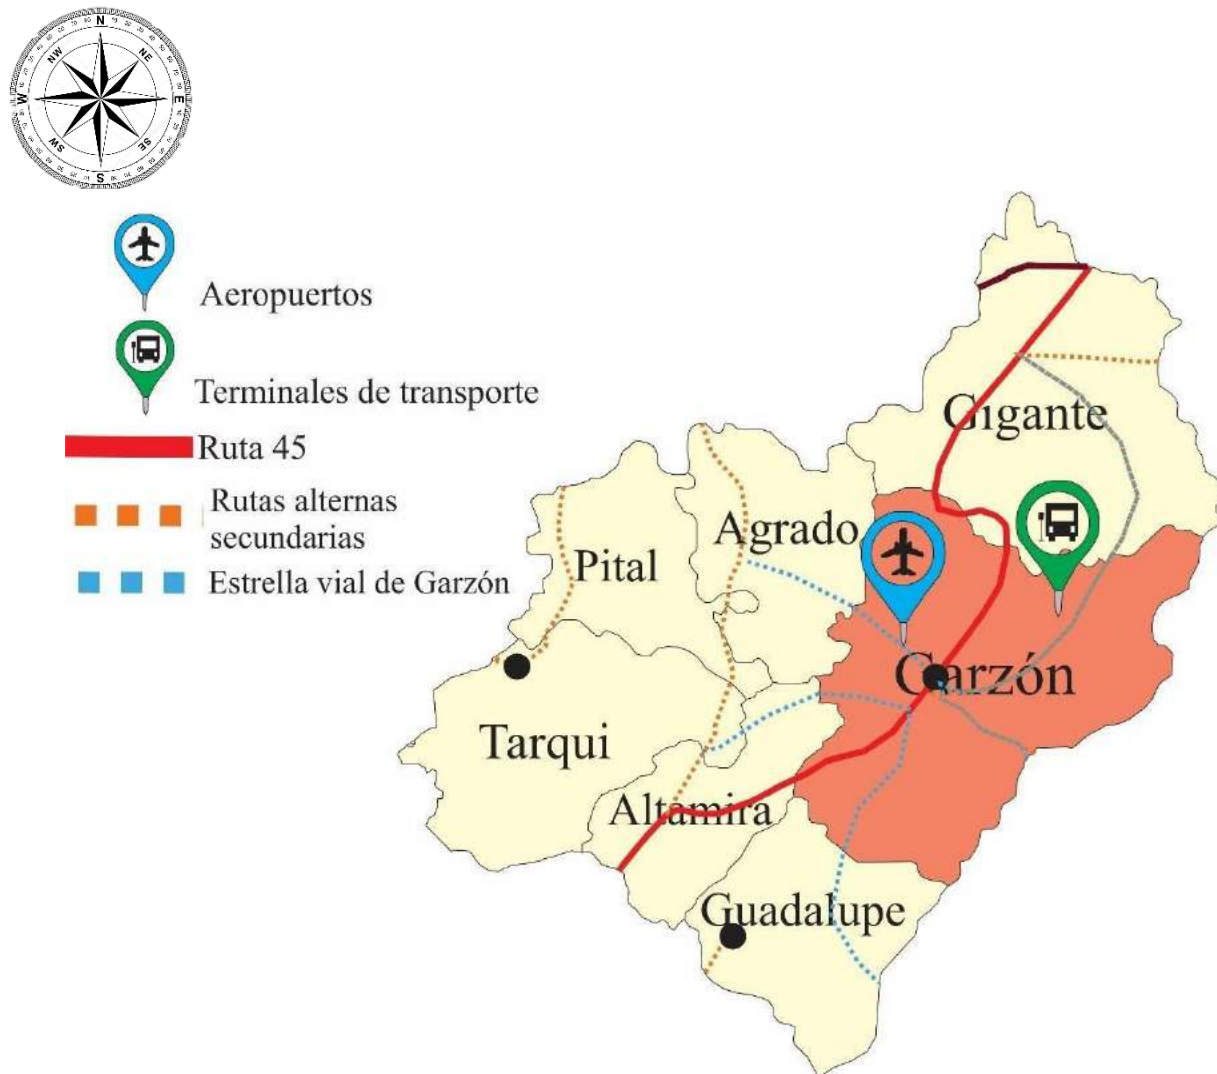 N
NW
NE
W
E
SW
SE
S
Aeropuertos
Terminales de transporte
Ruta 45
Rutas alternas
secundarias
Estrella vial de Garzón
Gigante
Agrado
Pital
Garzón
Tarqui
Altamira
Guadalupe